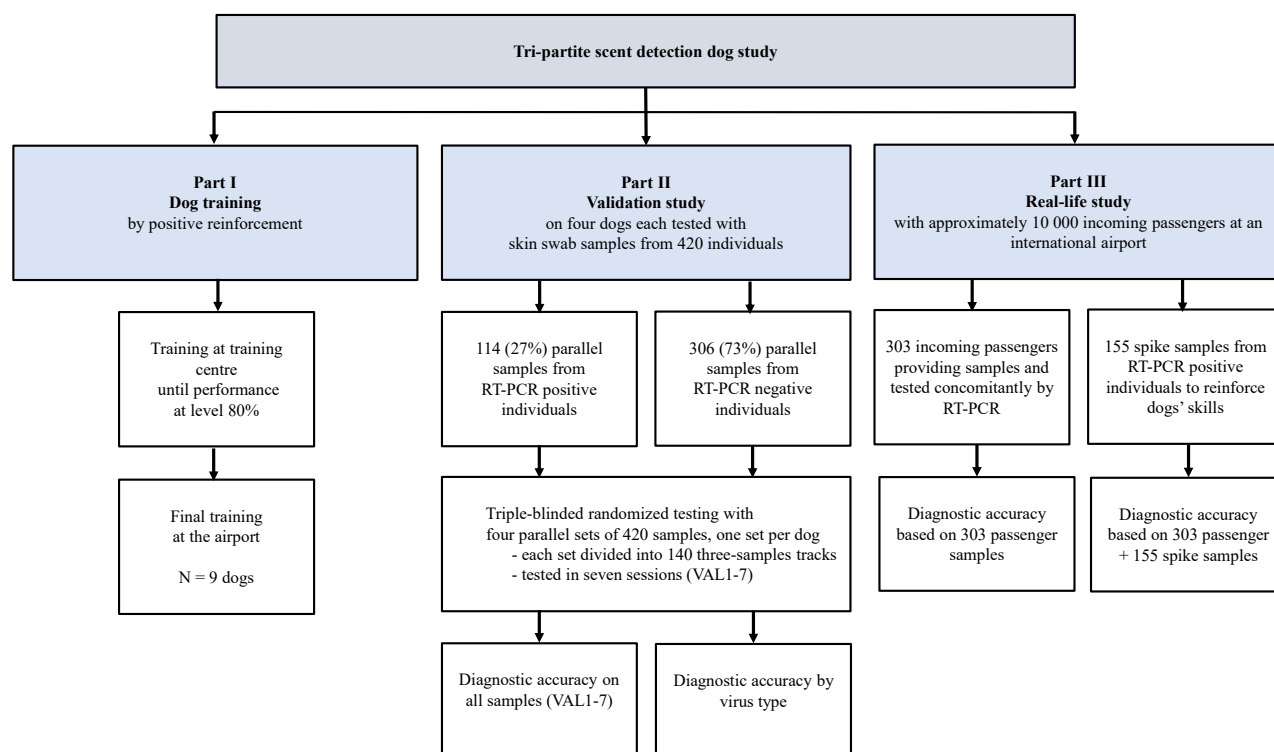 Tri-partite scent detection dog study
Part I
Dog training
by positive reinforcement
Part II
Validation study
on four dogs each tested with
skin swab samples from 420 individuals
Part III
Real-life study
with approximately 10 000 incoming passengers at an
international airport
Training at training
centre
until performance
at level 80%
114 (27%) parallel
samples from
RT-PCR positive
individuals
306 (73%) parallel
samples from
RT-PCR negative
individuals
303 incoming passengers
providing samples and
tested concomitantly by
RT-PCR
155 spike samples from
RT-PCR positive
individuals to reinforce
dogs’ skills
Final training
at the airport
N = 9 dogs
Triple-blinded randomized testing with
four parallel sets of 420 samples, one set per dog
- each set divided into 140 three-samples tracks
- tested in seven sessions (VAL1-7)
Diagnostic accuracy
based on 303 passenger
samples
Diagnostic accuracy
based on 303 passenger
+ 155 spike samples
Diagnostic accuracy on
all samples (VAL1-7)
Diagnostic accuracy by
virus type